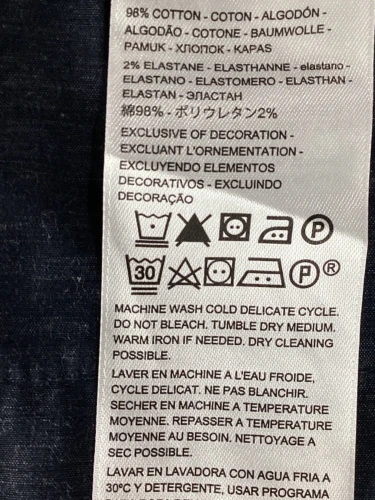 98% COTTON - COTON - ALGODÓN -
ALGODÃO - COTONE - BAUMWOLLE -
PAMUK - ХЛОПОК - KAPAS
2% ELASTANE - ELASTHANNE - elastano -
ELASTANO - ELASTOMERO - ELASTHAN -
ELASTAN - ЭЛАСТАН
綿98% - ポリウレタン2%
EXCLUSIVE OF DECORATION -
EXCLUANT L'ORNEMENTATION -
EXCLUYENDO ELEMENTOS
DECORATIVOS - EXCLUINDO
DECORAÇÃO
P
30 P ®
MACHINE WASH COLD DELICATE CYCLE.
DO NOT BLEACH. TUMBLE DRY MEDIUM.
WARM IRON IF NEEDED. DRY CLEANING
POSSIBLE.
LAVER EN MACHINE A L'EAU FROIDE,
CYCLE DELICAT. NE PAS BLANCHIR.
SECHER EN MACHINE A TEMPERATURE
MOYENNE. REPASSER A TEMPERATURE
MOYENNE AU BESOIN. NETTOYAGE A
SEC POSSIBLE.
LAVAR EN LAVADORA CON AGUA FRIA A
30ºC Y DETERGENTE, USAR PROGRAMA